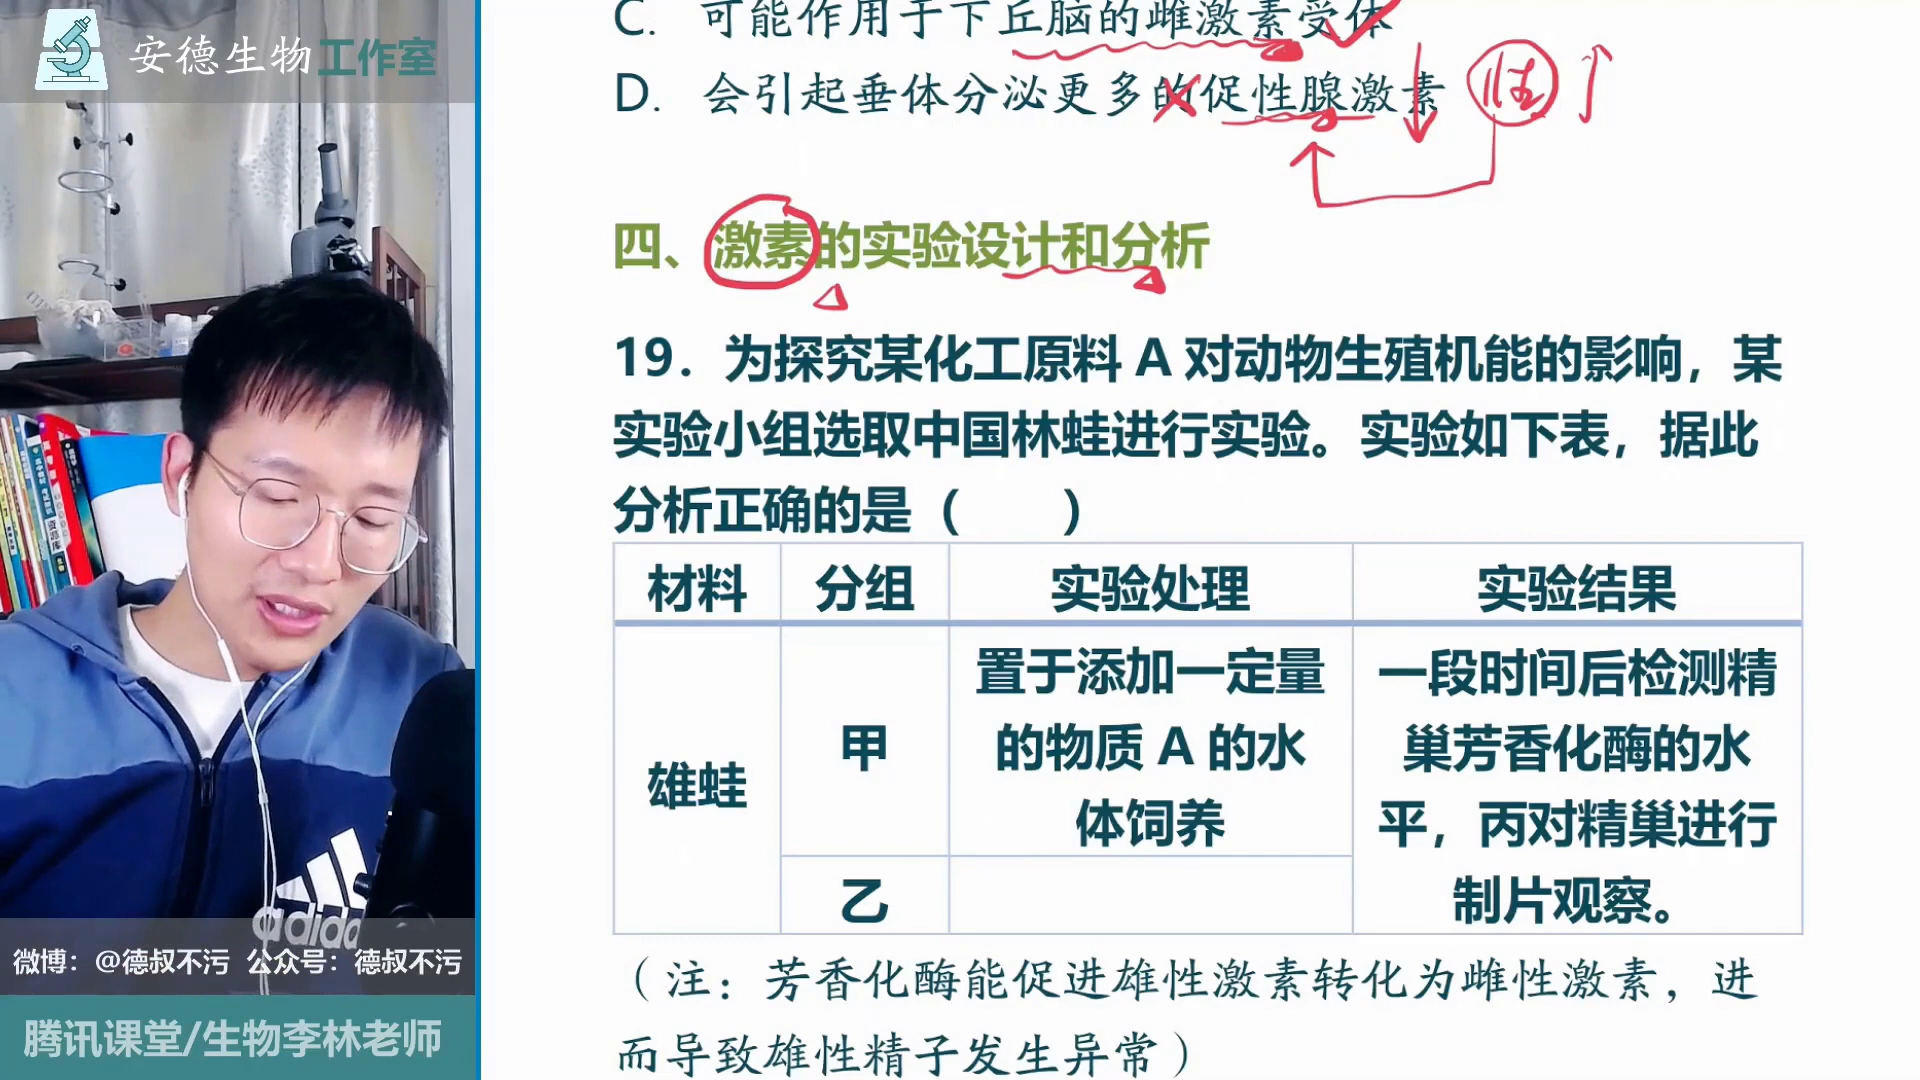 安德生物工作室
C. 可能作用于下丘脑的雌激素受体
D. 会引起垂体分泌更多的促性腺激素
性
四、激素的实验设计和分析
19. 为探究某化工原料 A 对动物生殖机能的影响，某
实验小组选取中国林蛙进行实验。实验如下表，据此
分析正确的是（　　）
材料 分组 实验处理 实验结果
雄蛙
甲
置于添加一定量
的物质 A 的水
体饲养
乙
一段时间后检测精
巢芳香化酶的水
平，丙对精巢进行
制片观察。
（注：芳香化酶能促进雄性激素转化为雌性激素，进
而导致雄性精子发生异常）
adidas
微博：@德叔不污 公众号：德叔不污
腾讯课堂/生物李林老师